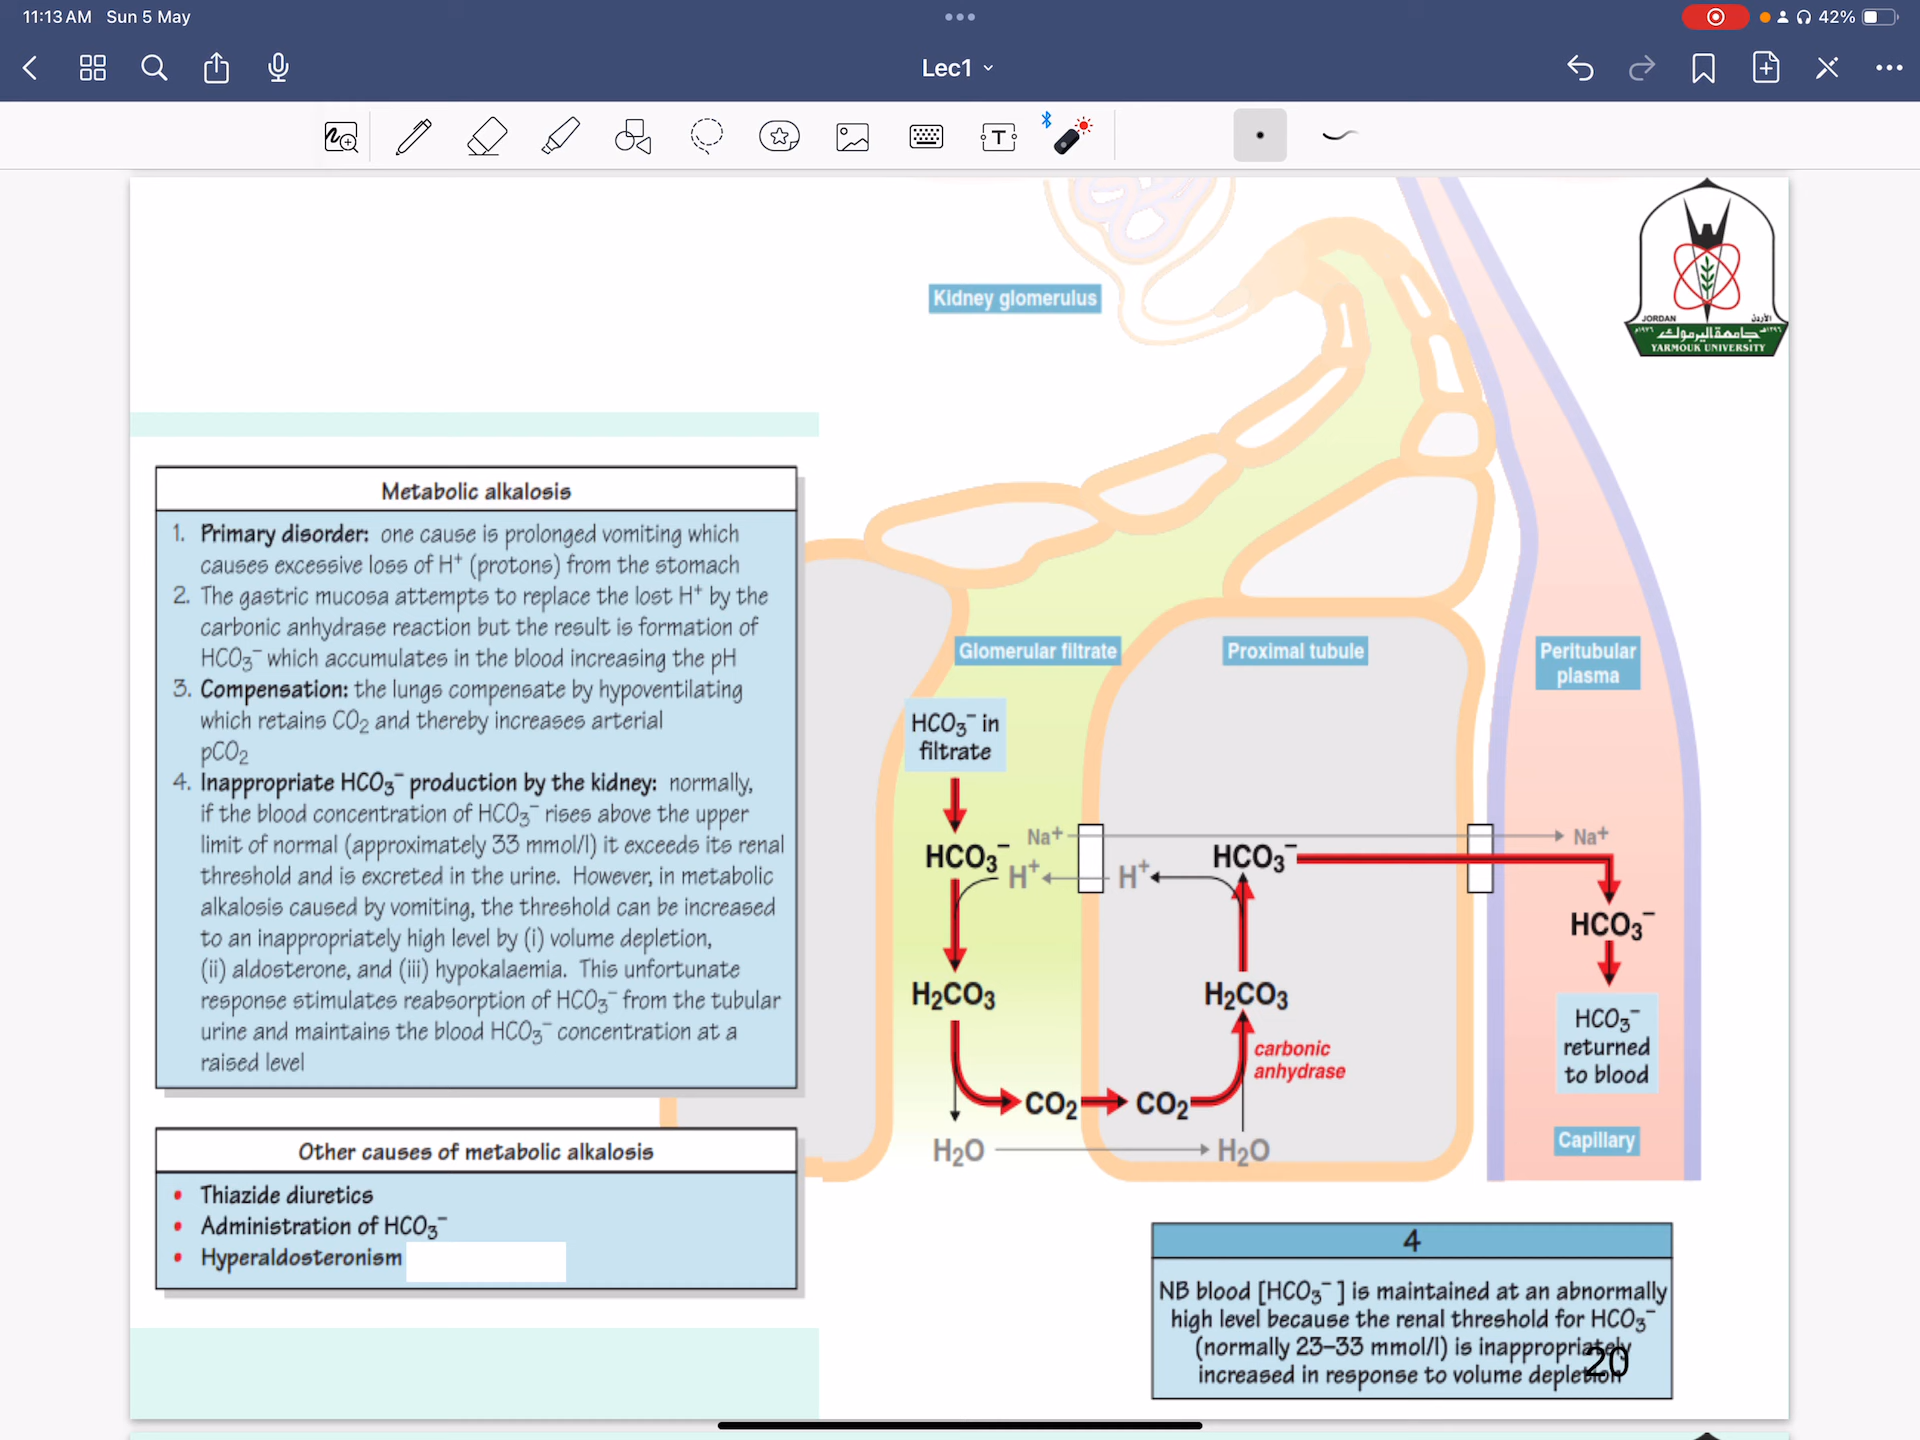 11:13 AM Sun 5 May
42%
Lec1
Kidney glomerulus
JORDAN
الأردن
جامعة اليرموك
YARMOUK UNIVERSITY
Metabolic alkalosis
1. Primary disorder: one cause is prolonged vomiting which
causes excessive loss of H⁺ (protons) from the stomach
2. The gastric mucosa attempts to replace the lost H⁺ by the
carbonic anhydrase reaction but the result is formation of
HCO₃⁻ which accumulates in the blood increasing the pH
3. Compensation: the lungs compensate by hypoventilating
which retains CO₂ and thereby increases arterial
pCO₂
4. Inappropriate HCO₃⁻ production by the kidney: normally,
if the blood concentration of HCO₃⁻ rises above the upper
limit of normal (approximately 33 mmol/l) it exceeds its renal
threshold and is excreted in the urine. However, in metabolic
alkalosis caused by vomiting, the threshold can be increased
to an inappropriately high level by (i) volume depletion,
(ii) aldosterone, and (iii) hypokalaemia. This unfortunate
response stimulates reabsorption of HCO₃⁻ from the tubular
urine and maintains the blood HCO₃⁻ concentration at a
raised level
Other causes of metabolic alkalosis
• Thiazide diuretics
• Administration of HCO₃⁻
• Hyperaldosteronism
Glomerular filtrate
Proximal tubule
Peritubular
plasma
HCO₃⁻ in
filtrate
Na⁺
Na⁺
HCO₃⁻
H⁺
H⁺
HCO₃⁻
HCO₃⁻
H₂CO₃
H₂CO₃
HCO₃⁻
returned
to blood
carbonic
anhydrase
CO₂
CO₂
H₂O
H₂O
Capillary
4
NB blood [HCO₃⁻] is maintained at an abnormally
high level because the renal threshold for HCO₃⁻
(normally 23–33 mmol/l) is inappropriately
increased in response to volume depletion
20